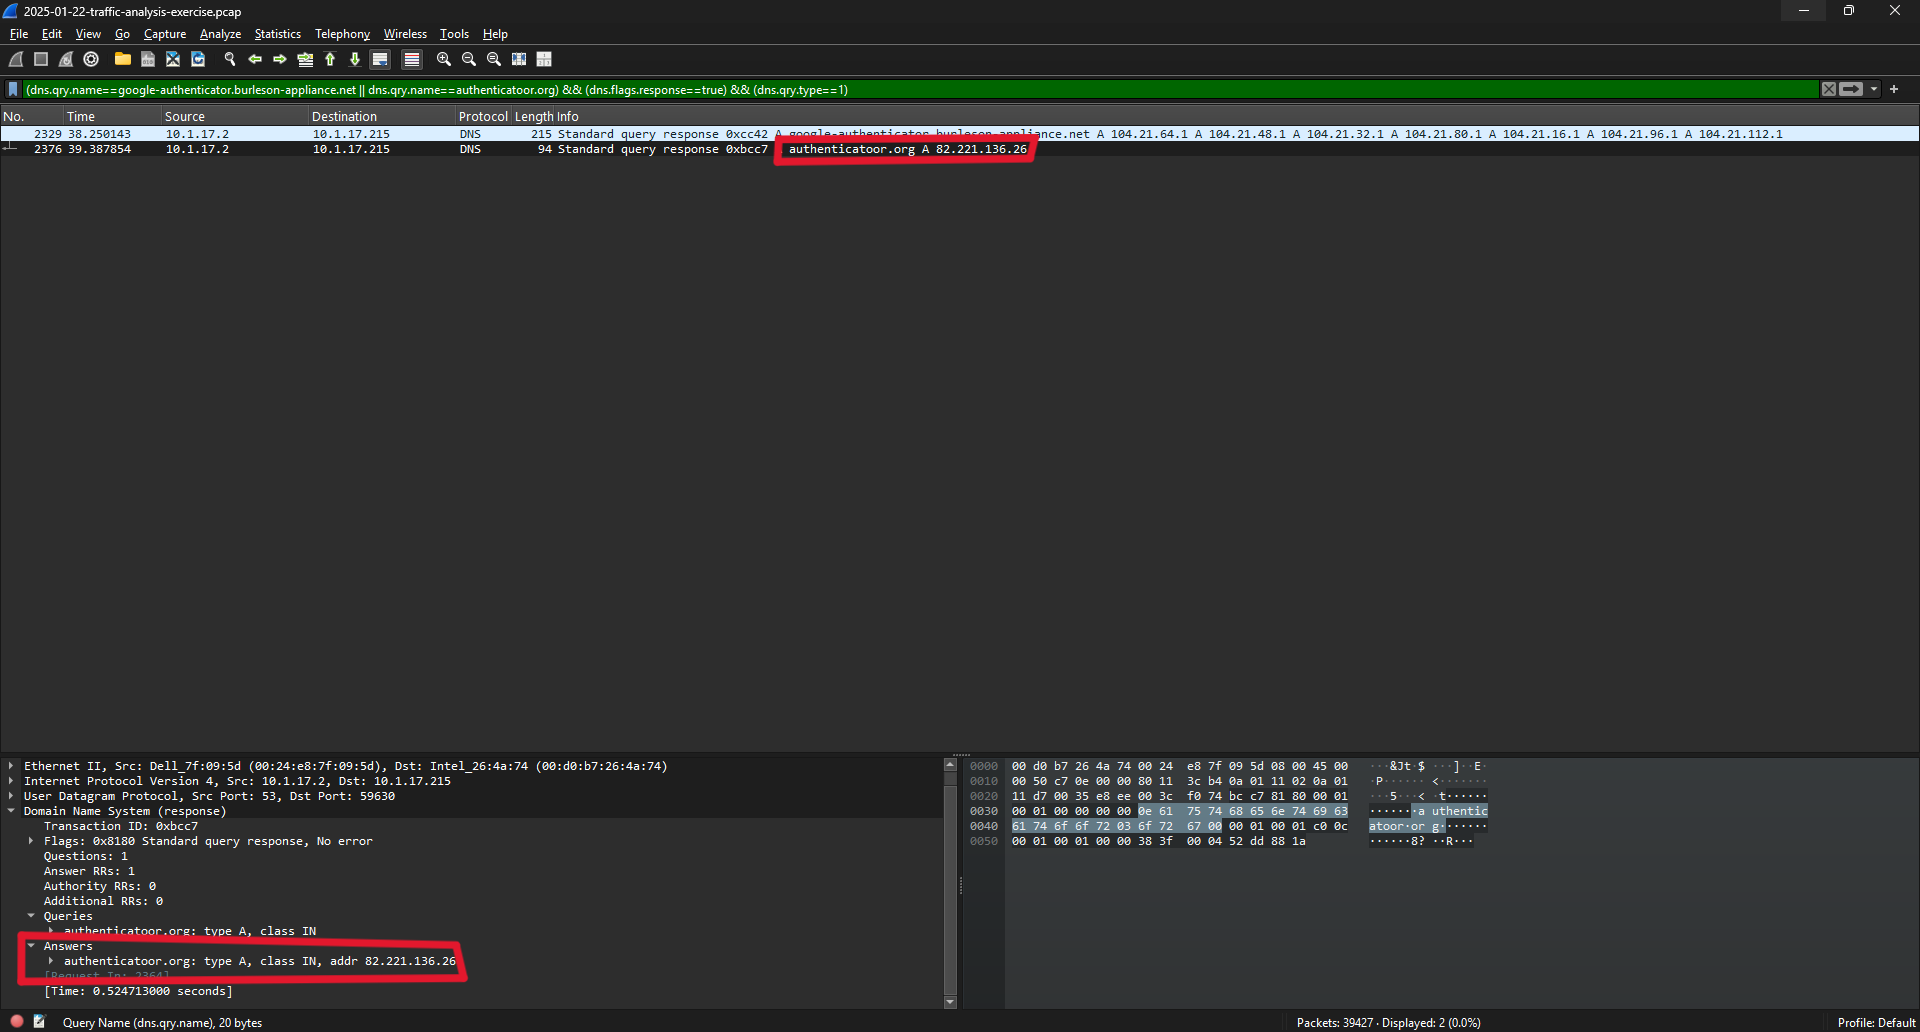 2025-01-22-traffic-analysis-exercise.pcap
File Edit View Go Capture Analyze Statistics Telephony Wireless Tools Help
(dns.qry.name==google-authenticator.burleson-appliance.net || dns.qry.name==authenticatoor.org) && (dns.flags.response==true) && (dns.qry.type==1)
No. Time Source Destination Protocol Length Info
2329 38.250143 10.1.17.2 10.1.17.215 DNS 215 Standard query response 0xcc42 A google-authenticator.burleson-appliance.net A 104.21.64.1 A 104.21.48.1 A 104.21.32.1 A 104.21.80.1 A 104.21.16.1 A 104.21.96.1 A 104.21.112.1
2376 39.387854 10.1.17.2 10.1.17.215 DNS 94 Standard query response 0xbcc7 authenticatoor.org A 82.221.136.26
Ethernet II, Src: Dell_7f:09:5d (00:24:e8:7f:09:5d), Dst: Intel_26:4a:74 (00:d0:b7:26:4a:74)
Internet Protocol Version 4, Src: 10.1.17.2, Dst: 10.1.17.215
User Datagram Protocol, Src Port: 53, Dst Port: 59630
Domain Name System (response)
Transaction ID: 0xbcc7
Flags: 0x8180 Standard query response, No error
Questions: 1
Answer RRs: 1
Authority RRs: 0
Additional RRs: 0
Queries
authenticatoor.org: type A, class IN
Answers
authenticatoor.org: type A, class IN, addr 82.221.136.26
[Request In: 2364]
[Time: 0.524713000 seconds]
0000 00 d0 b7 26 4a 74 00 24 e8 7f 09 5d 08 00 45 00 ···&Jt·$ ···]··E·
0010 00 50 c7 0e 00 00 80 11 3c b4 0a 01 11 02 0a 01 ·P······ <·······
0020 11 d7 00 35 e8 ee 00 3c f0 74 bc c7 81 80 00 01 ···5···< ·t······
0030 00 01 00 00 00 00 0e 61 75 74 68 65 6e 74 69 63 ·······a uthentic
0040 61 74 6f 6f 72 03 6f 72 67 00 00 01 00 01 c0 0c atoor·or g·······
0050 00 01 00 01 00 00 38 3f 00 04 52 dd 88 1a ······8? ··R···
Query Name (dns.qry.name), 20 bytes
Packets: 39427 · Displayed: 2 (0.0%)
Profile: Default